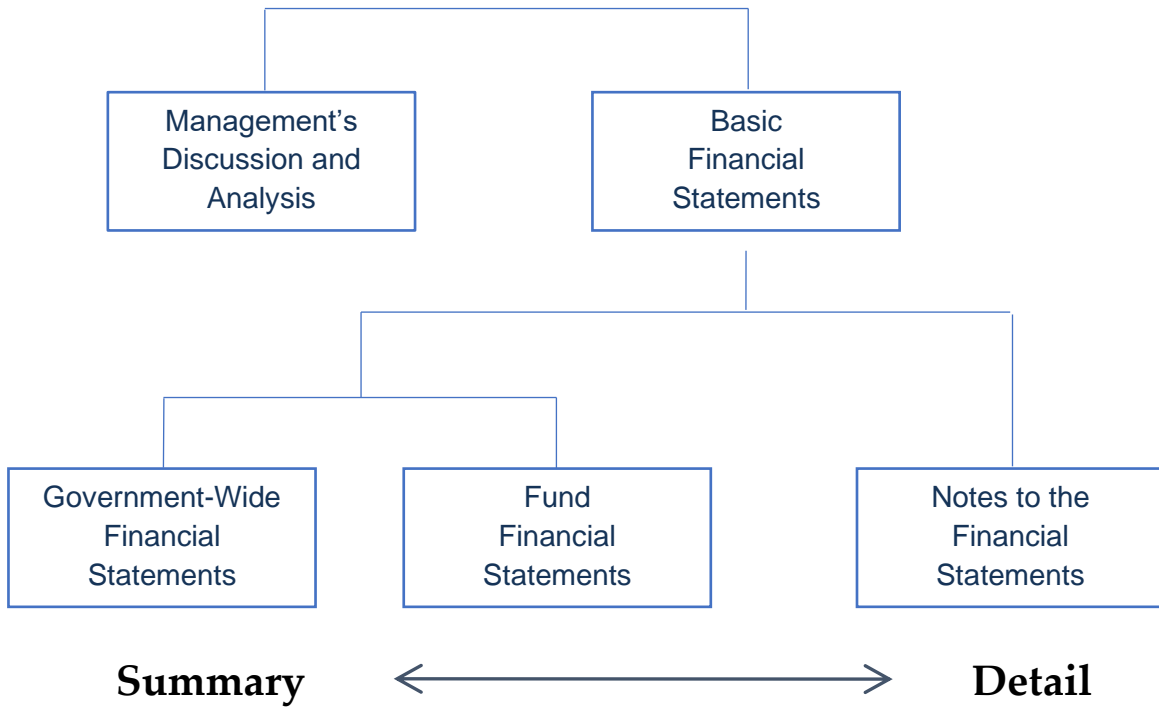 Management’s
Discussion and
Analysis
Basic
Financial
Statements
Government-Wide
Financial
Statements
Fund
Financial
Statements
Notes to the
Financial
Statements
Summary
Detail